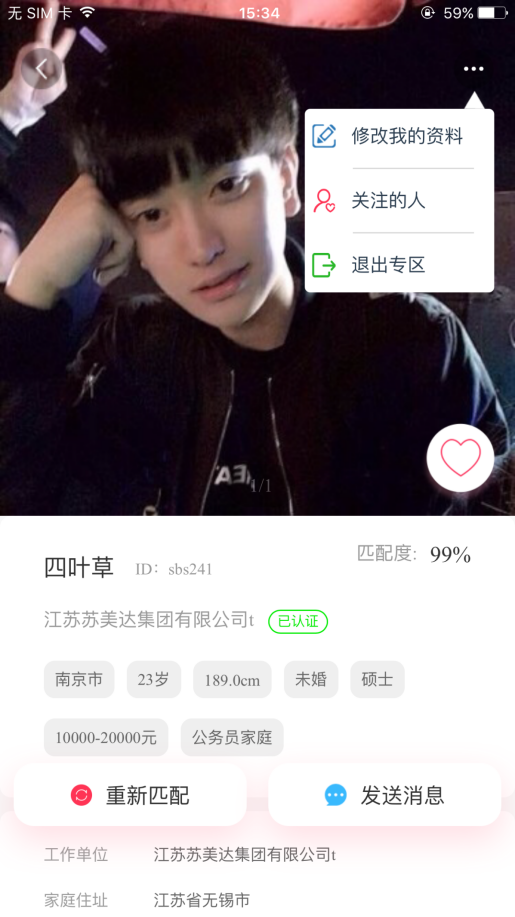 无 SIM 卡 15:34 59%
修改我的资料
关注的人
退出专区
1/1
四叶草 ID: sbs241 匹配度: 99%
江苏苏美达集团有限公司t 已认证
南京市 23岁 189.0cm 未婚 硕士
10000-20000元 公务员家庭
重新匹配 发送消息
工作单位 江苏苏美达集团有限公司t
家庭住址 江苏省无锡市